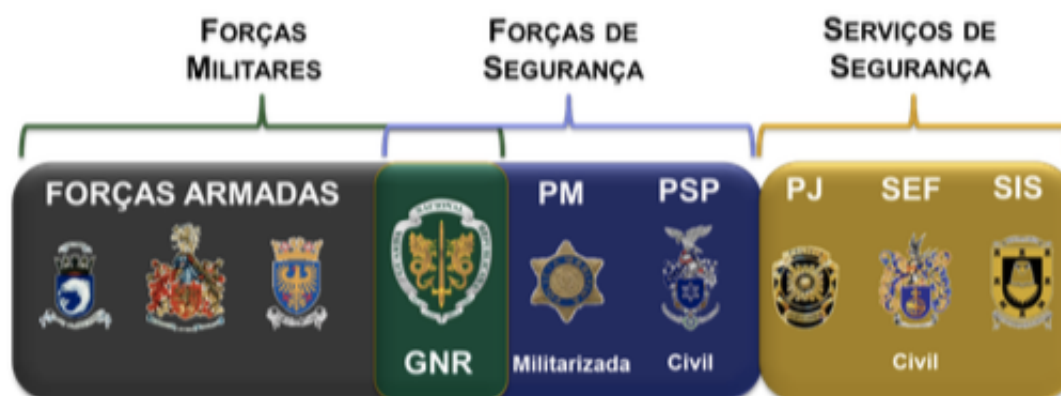 FORÇAS
MILITARES
FORÇAS DE
SEGURANÇA
SERVIÇOS DE
SEGURANÇA
FORÇAS ARMADAS
PM
PSP
PJ
SEF
SIS
NACIONAL
GNR
Militarizada
Civil
Civil